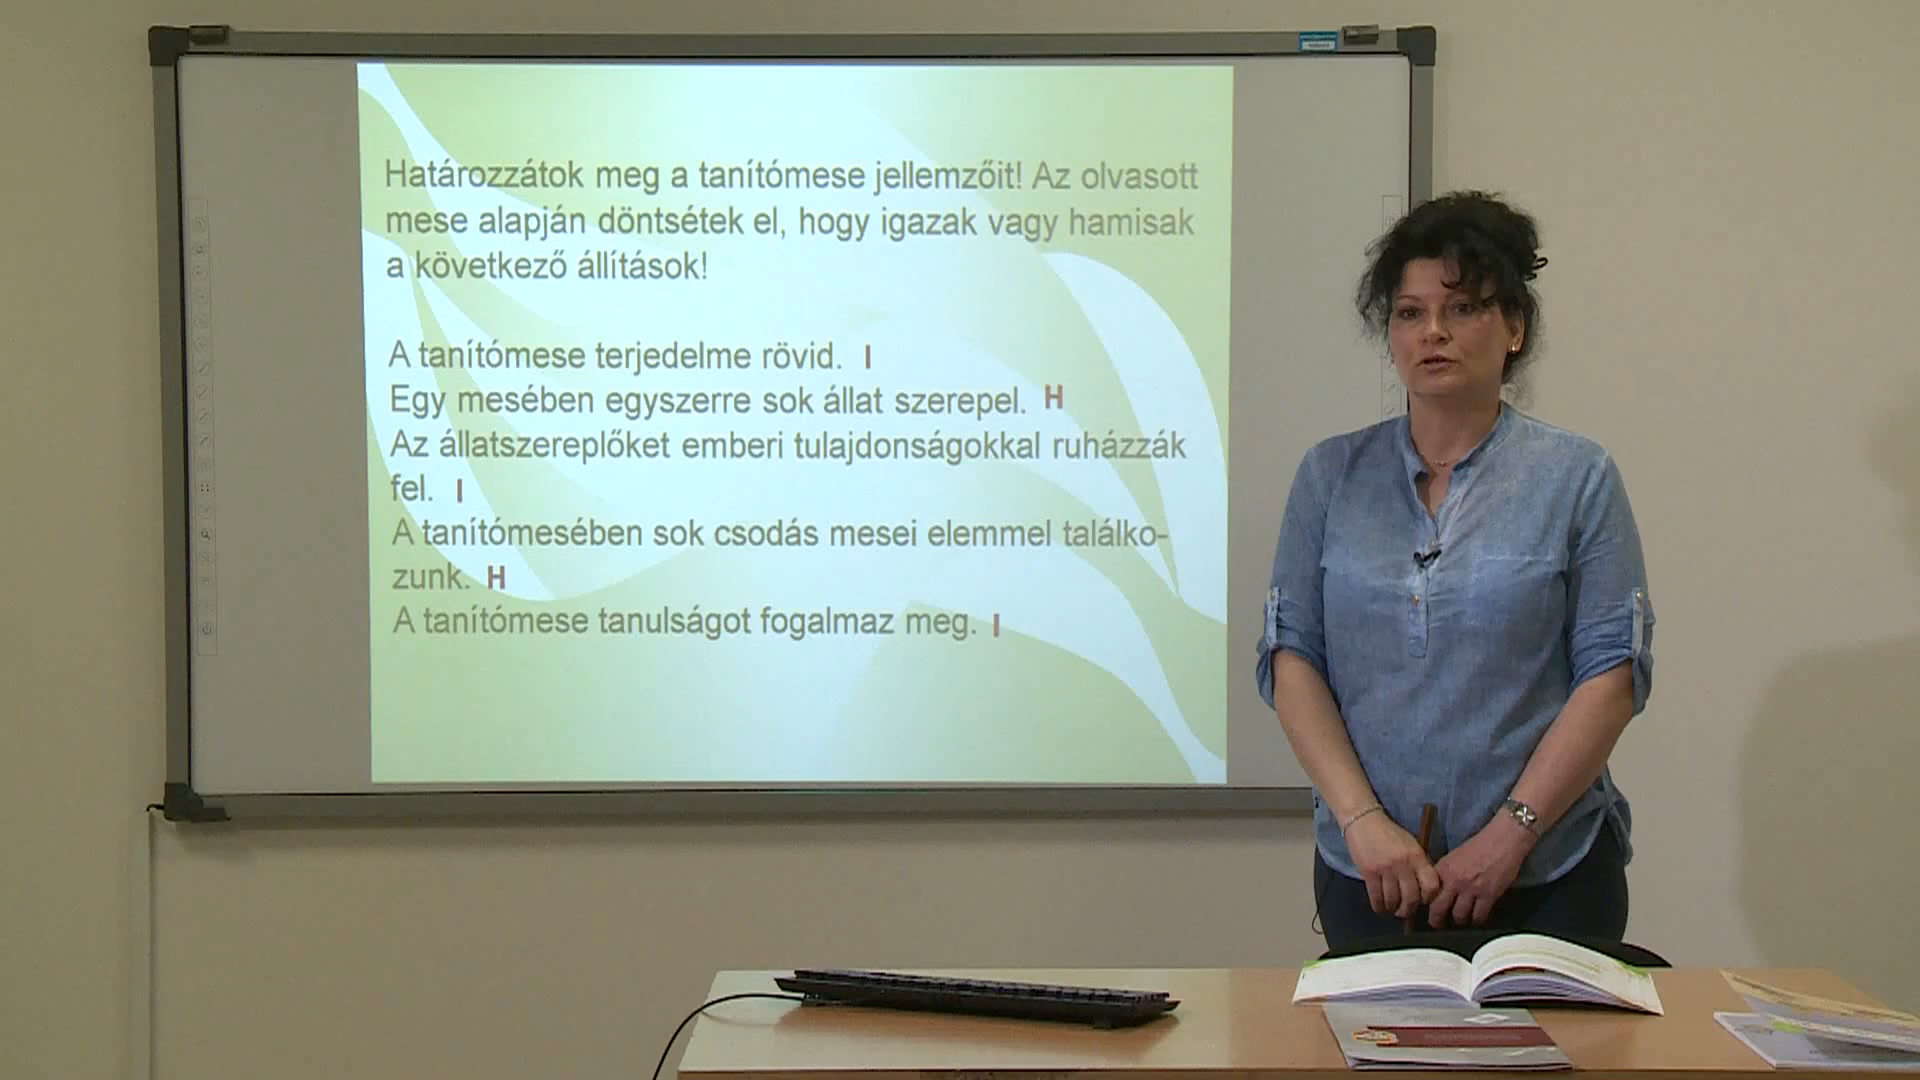 Határozzátok meg a tanítómese jellemzőit! Az olvasott
mese alapján döntsétek el, hogy igazak vagy hamisak
a következő állítások!
A tanítómese terjedelme rövid. I
Egy mesében egyszerre sok állat szerepel. H
Az állatszereplőket emberi tulajdonságokkal ruházzák
fel. I
A tanítómesében sok csodás mesei elemmel találko-
zunk. H
A tanítómese tanulságot fogalmaz meg. I